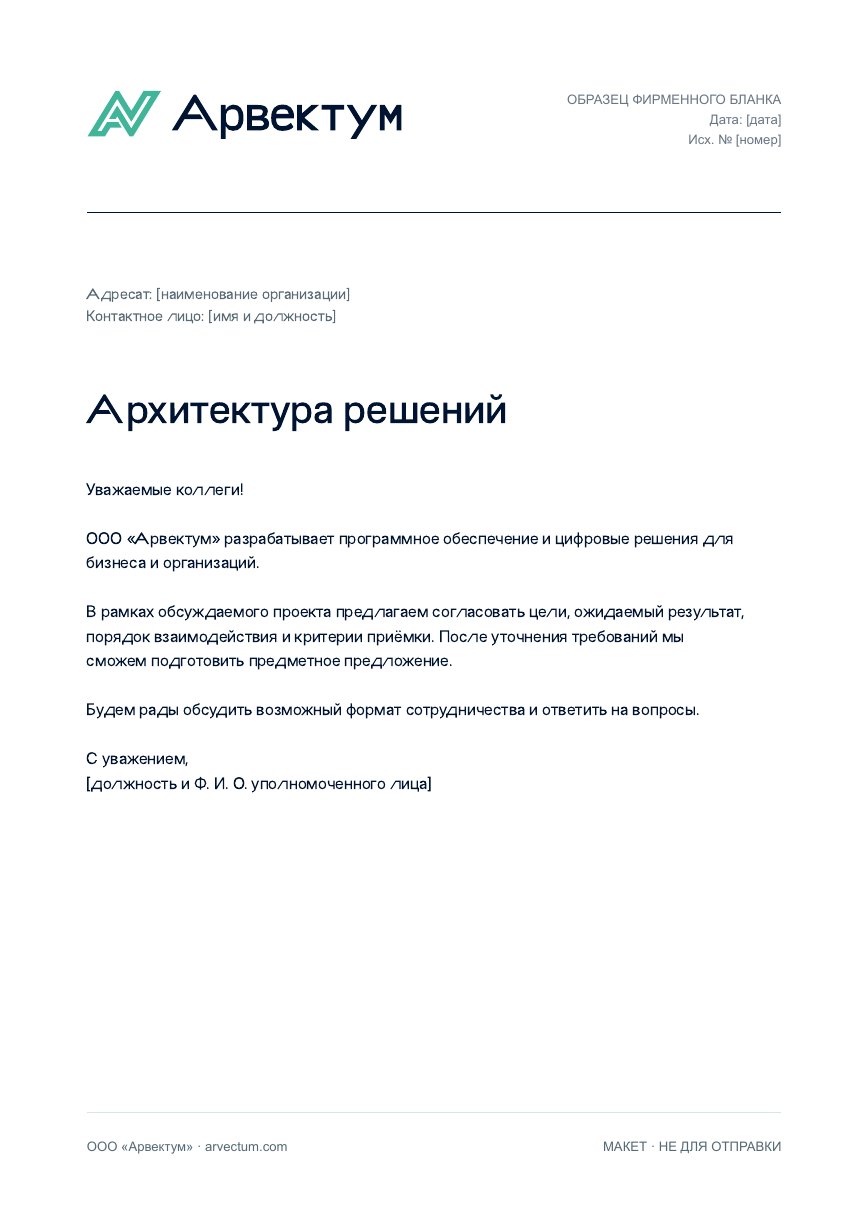 Арвектум
ОБРАЗЕЦ ФИРМЕННОГО БЛАНКА
Дата: [дата]
Исх. № [номер]
Адресат: [наименование организации]
Контактное лицо: [имя и должность]
Архитектура решений
Уважаемые коллеги!
ООО «Арвектум» разрабатывает программное обеспечение и цифровые решения для
бизнеса и организаций.
В рамках обсуждаемого проекта предлагаем согласовать цели, ожидаемый результат,
порядок взаимодействия и критерии приёмки. После уточнения требований мы
сможем подготовить предметное предложение.
Будем рады обсудить возможный формат сотрудничества и ответить на вопросы.
С уважением,
[должность и Ф. И. О. уполномоченного лица]
ООО «Арвектум» · arvectum.com
МАКЕТ · НЕ ДЛЯ ОТПРАВКИ